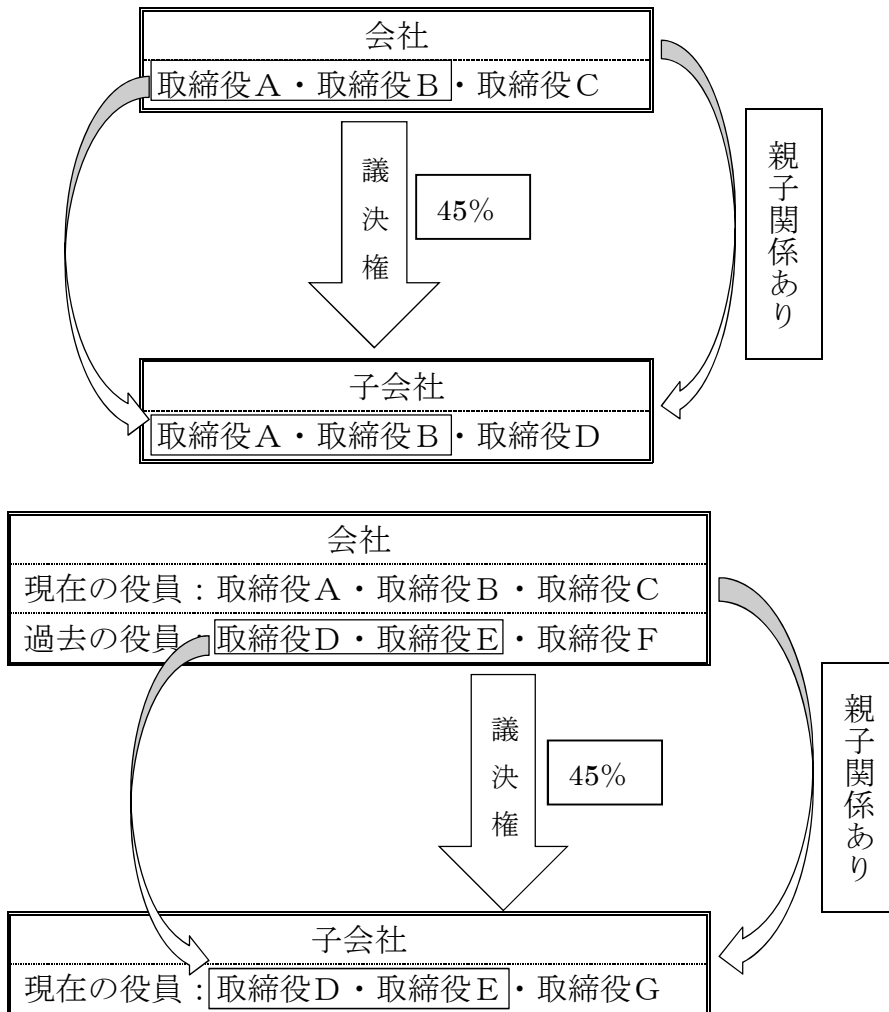 会社
取締役A・取締役B・取締役C
議決権
45%
親子関係あり
子会社
取締役A・取締役B・取締役D
会社
現在の役員：取締役A・取締役B・取締役C
過去の役員：取締役D・取締役E・取締役F
議決権
45%
親子関係あり
子会社
現在の役員：取締役D・取締役E・取締役G